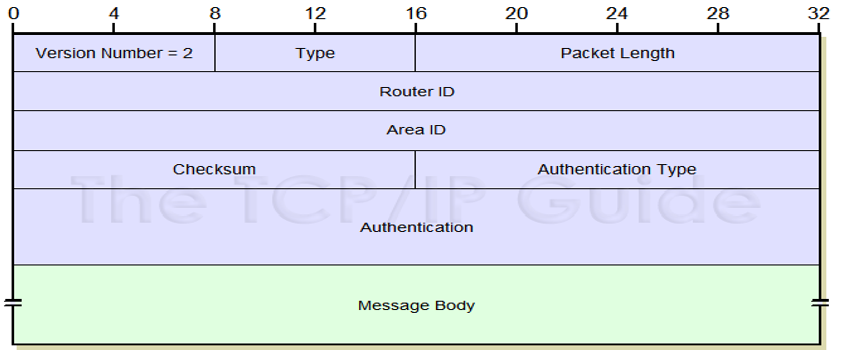 0 4 8 12 16 20 24 28 32
Version Number = 2 Type Packet Length
Router ID
Area ID
Checksum Authentication Type
The TCP/IP Guide
Authentication
Message Body